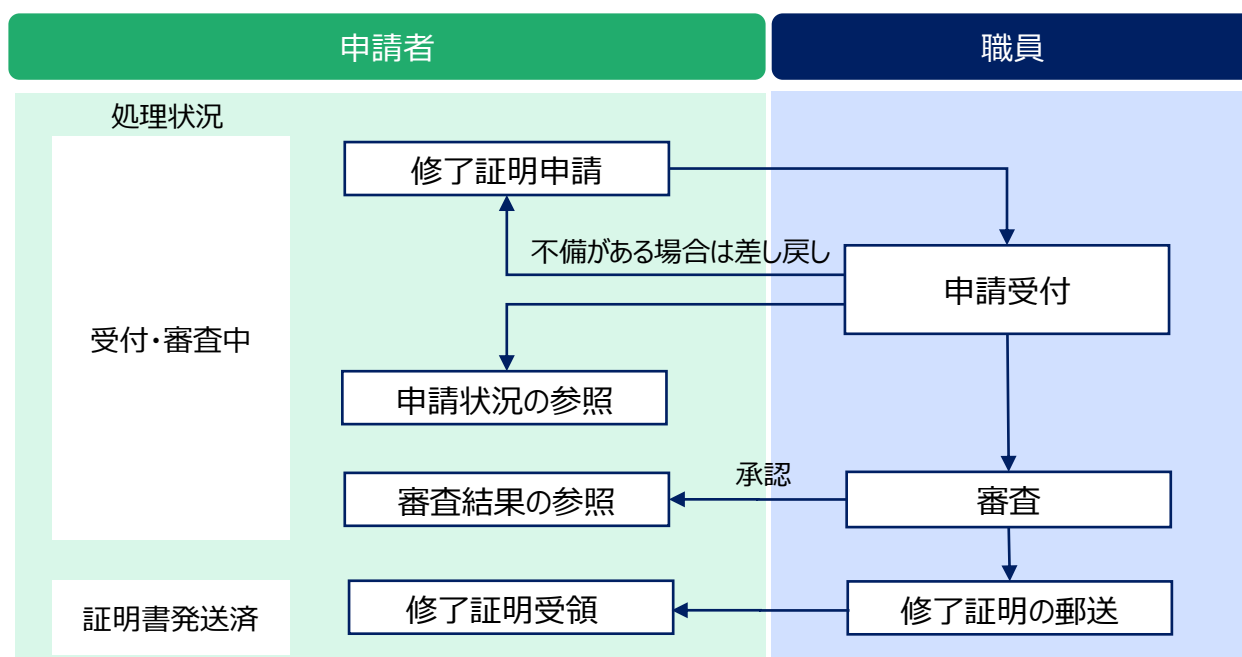 申請者
職員
処理状況
修了証明申請
不備がある場合は差し戻し
申請受付
受付・審査中
申請状況の参照
承認
審査結果の参照
審査
証明書発送済
修了証明受領
修了証明の郵送